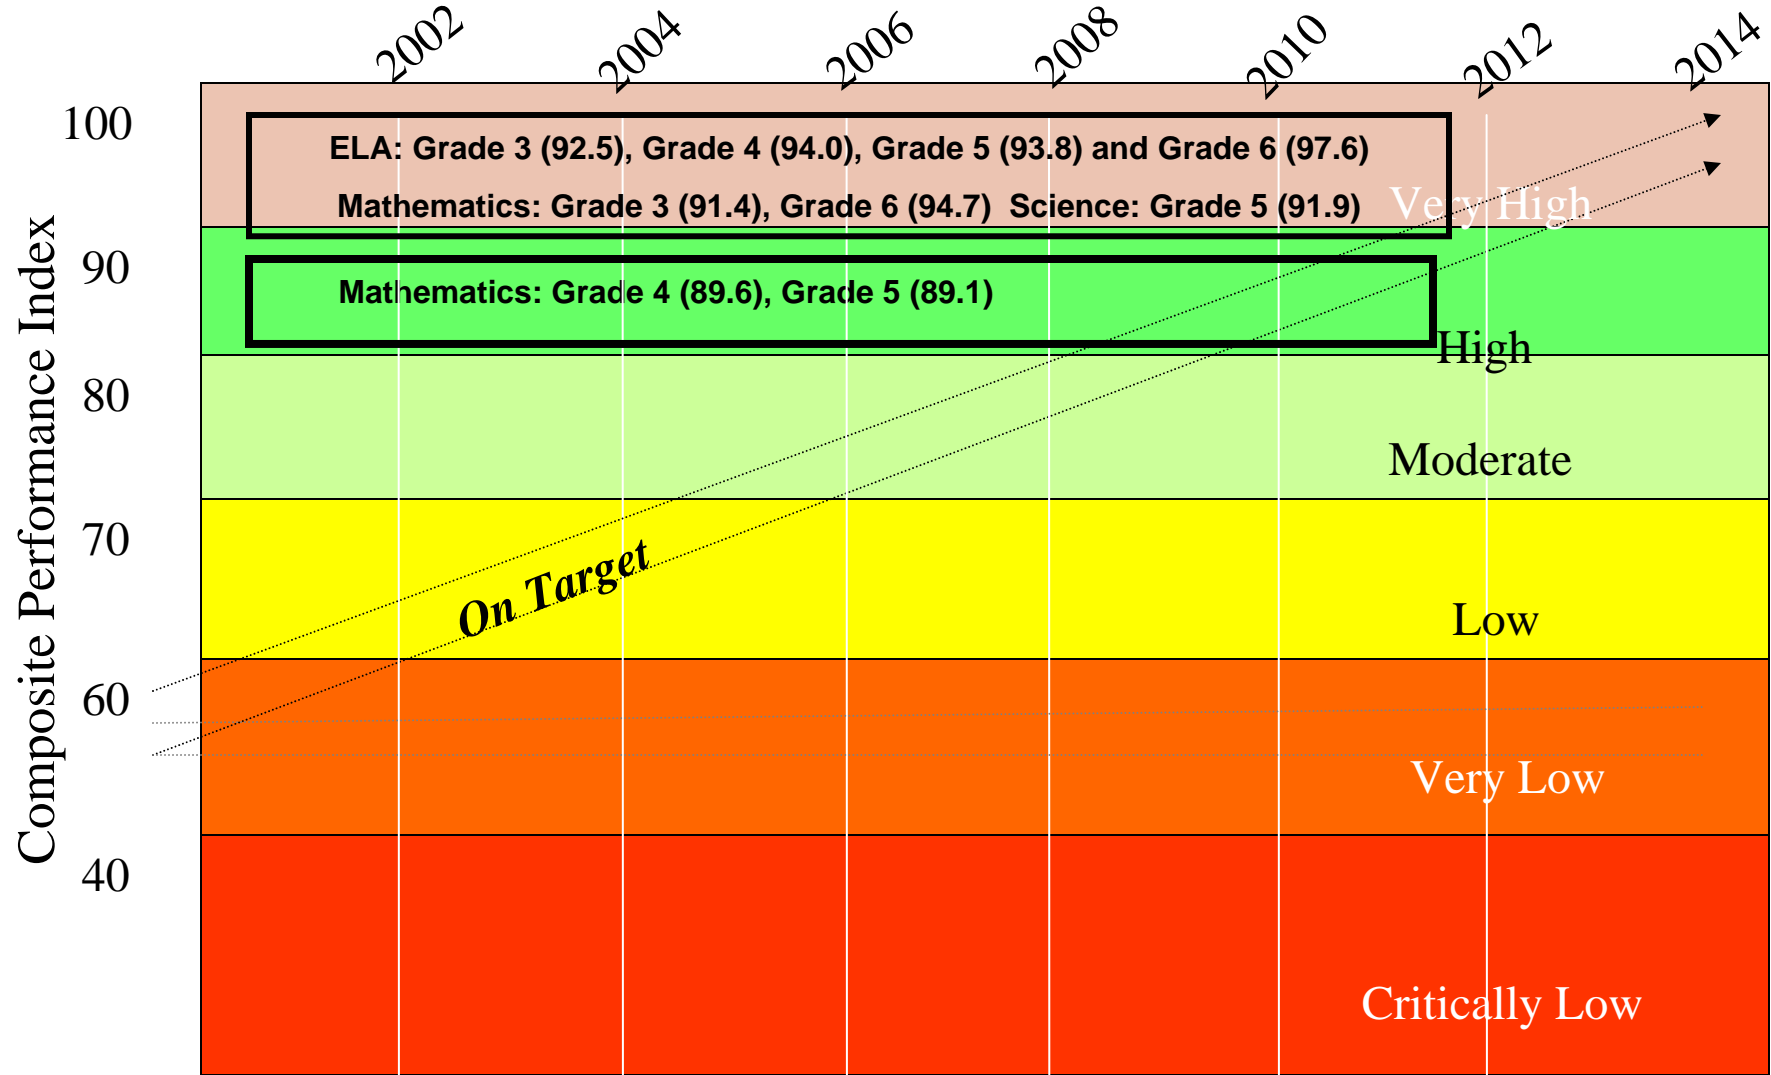 2002
2004
2006
2008
2010
2012
2014
100
ELA: Grade 3 (92.5), Grade 4 (94.0), Grade 5 (93.8) and Grade 6 (97.6)
Mathematics: Grade 3 (91.4), Grade 6 (94.7)  Science: Grade 5 (91.9)
Very High
90
Mathematics: Grade 4 (89.6), Grade 5 (89.1)
High
80
Moderate
70
On Target
Low
60
Very Low
40
Critically Low
Composite Performance Index